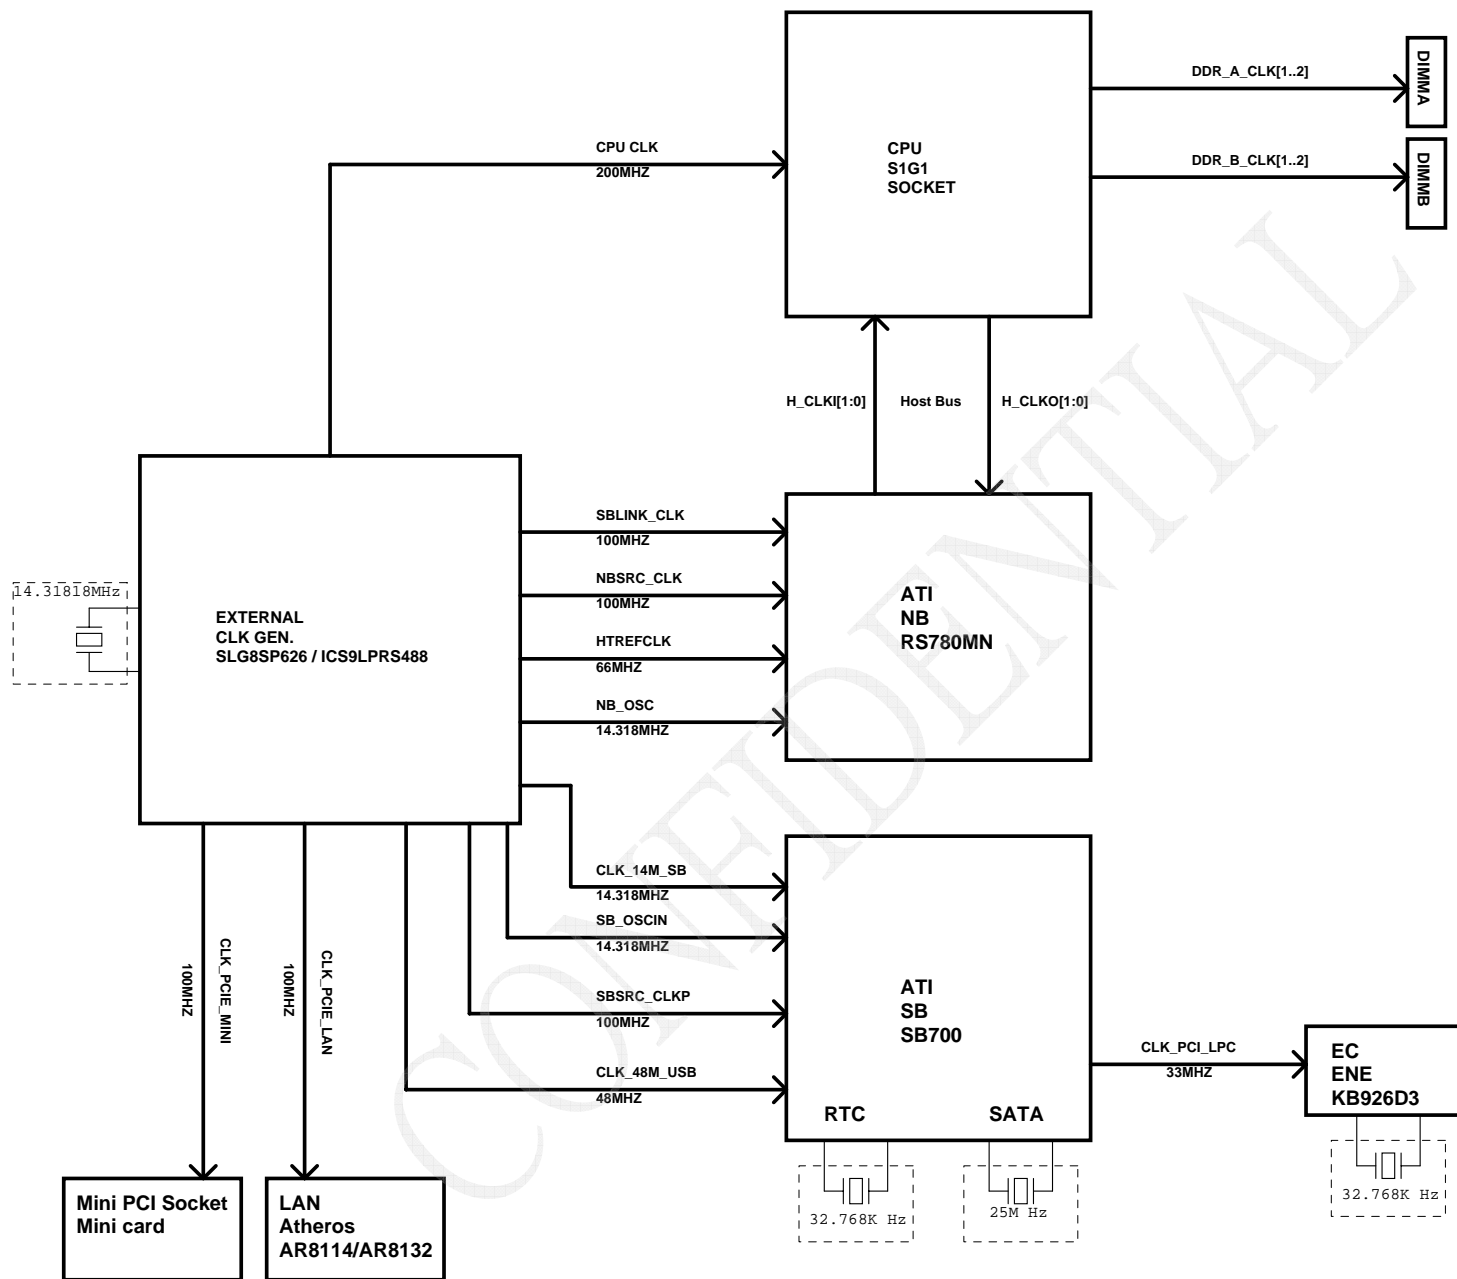 DIMMA
DDR_A_CLK[1..2]
CPU CLK
200MHZ
CPU
S1G1
SOCKET
DDR_B_CLK[1..2]
DIMMB
H_CLKI[1:0]
Host Bus
H_CLKO[1:0]
SBLINK_CLK
100MHZ
NBSRC_CLK
100MHZ
HTREFCLK
66MHZ
NB_OSC
14.318MHZ
14.31818MHz
EXTERNAL
CLK GEN.
SLG8SP626 / ICS9LPRS488
ATI
NB
RS780MN
CLK_14M_SB
14.318MHZ
SB_OSCIN
14.318MHZ
SBSRC_CLKP
100MHZ
CLK_48M_USB
48MHZ
100MHZ
CLK_PCIE_MINI
100MHZ
CLK_PCIE_LAN
ATI
SB
SB700
RTC
SATA
CLK_PCI_LPC
33MHZ
EC
ENE
KB926D3
32.768K Hz
25M Hz
32.768K Hz
Mini PCI Socket
Mini card
LAN
Atheros
AR8114/AR8132
CONFIDENTIAL